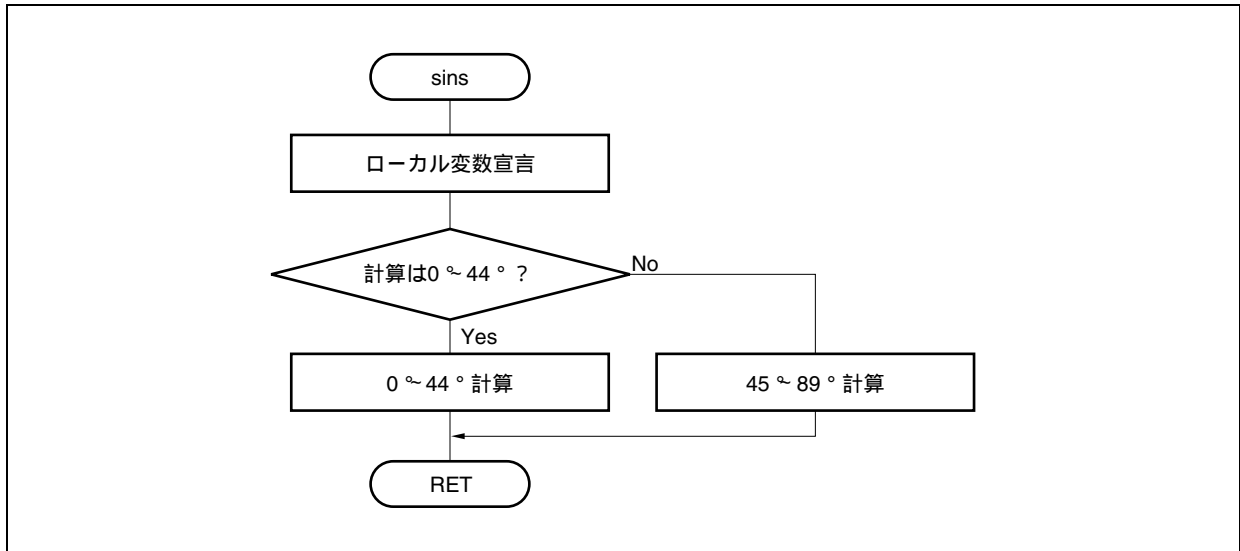 sins
ローカル変数宣言
計算は0 °~ 44 ° ?
No
Yes
0 °~ 44 ° 計算
45 °~ 89 ° 計算
RET